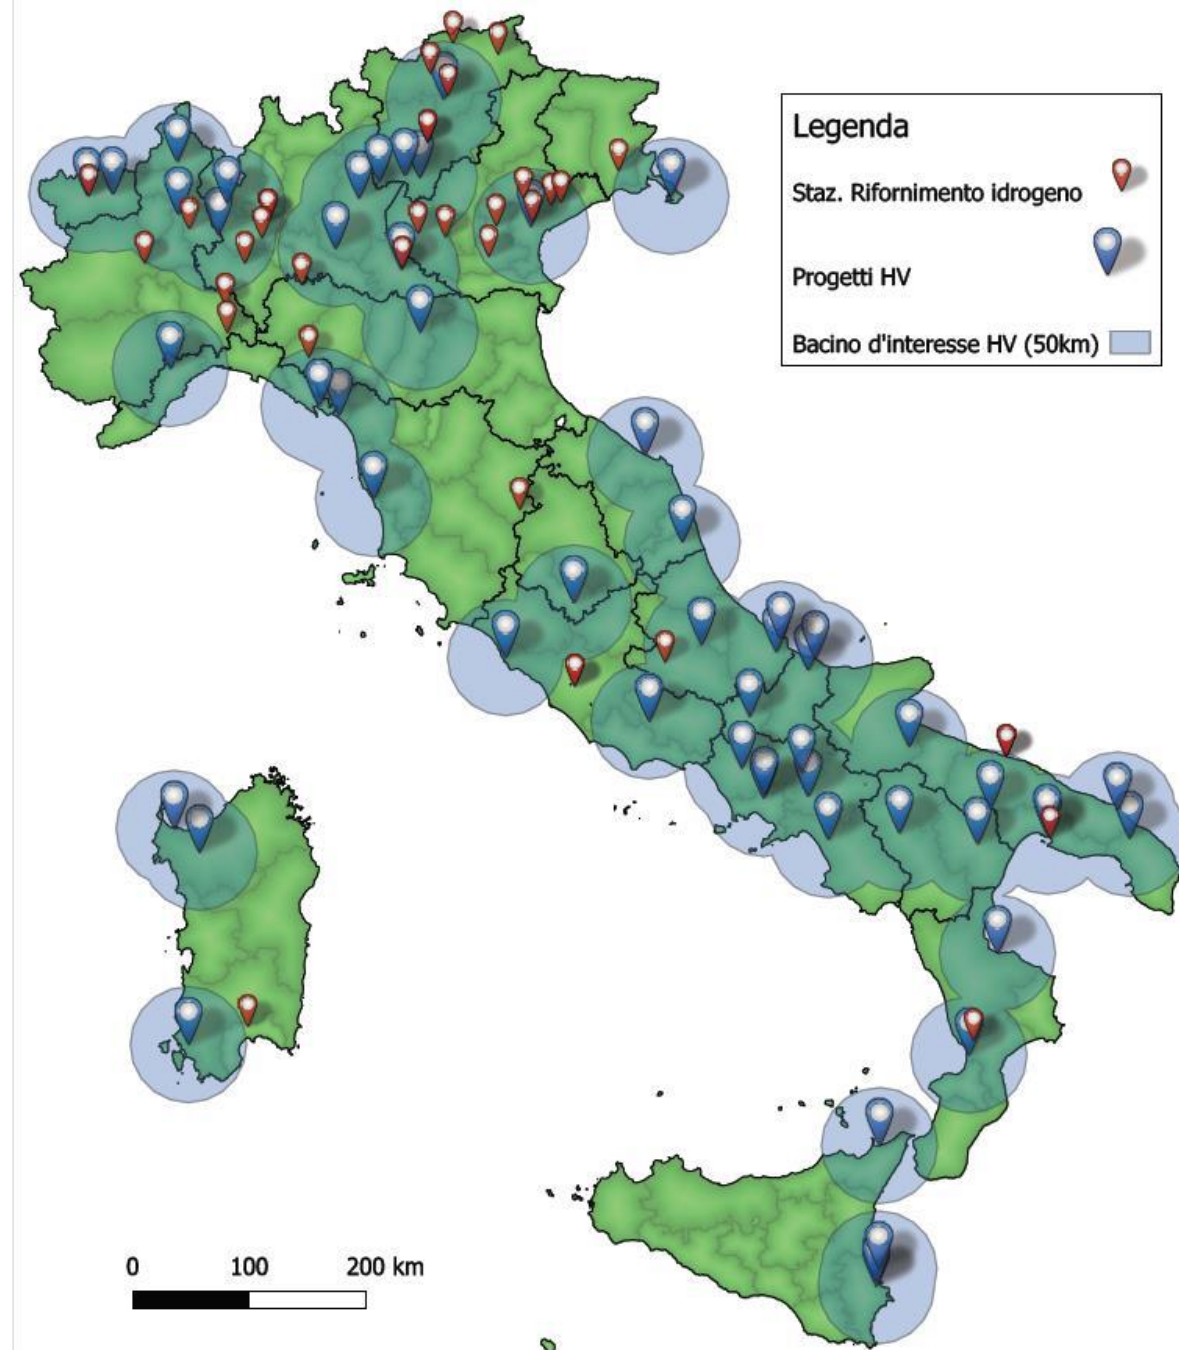 Legenda
Staz. Rifornimento idrogeno
Progetti HV
Bacino d'interesse HV (50km)
0 100 200 km